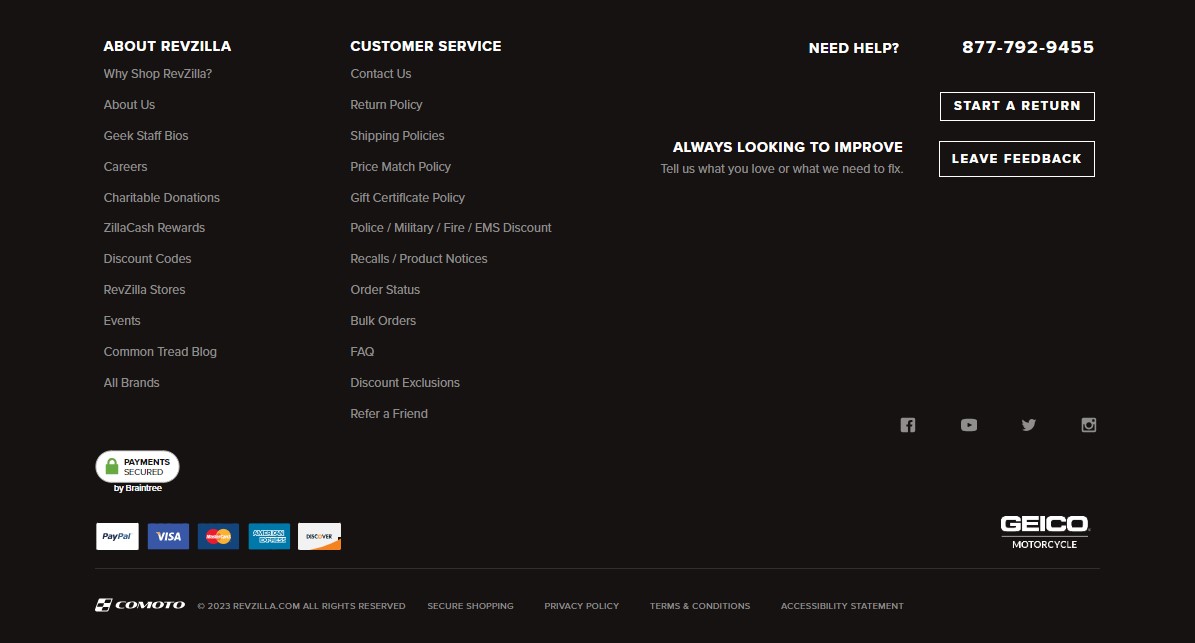 ABOUT REVZILLA
Why Shop RevZilla?
About Us
Geek Staff Bios
Careers
Charitable Donations
ZillaCash Rewards
Discount Codes
RevZilla Stores
Events
Common Tread Blog
All Brands
CUSTOMER SERVICE
Contact Us
Return Policy
Shipping Policies
Price Match Policy
Gift Certificate Policy
Police / Military / Fire / EMS Discount
Recalls / Product Notices
Order Status
Bulk Orders
FAQ
Discount Exclusions
Refer a Friend
NEED HELP? 877-792-9455
START A RETURN
ALWAYS LOOKING TO IMPROVE
Tell us what you love or what we need to fix.
LEAVE FEEDBACK
PAYMENTS
SECURED
by Braintree
PayPal VISA MasterCard AMERICAN EXPRESS DISCOVER
GEICO
MOTORCYCLE
COMOTO © 2023 REVZILLA.COM ALL RIGHTS RESERVED SECURE SHOPPING PRIVACY POLICY TERMS & CONDITIONS ACCESSIBILITY STATEMENT